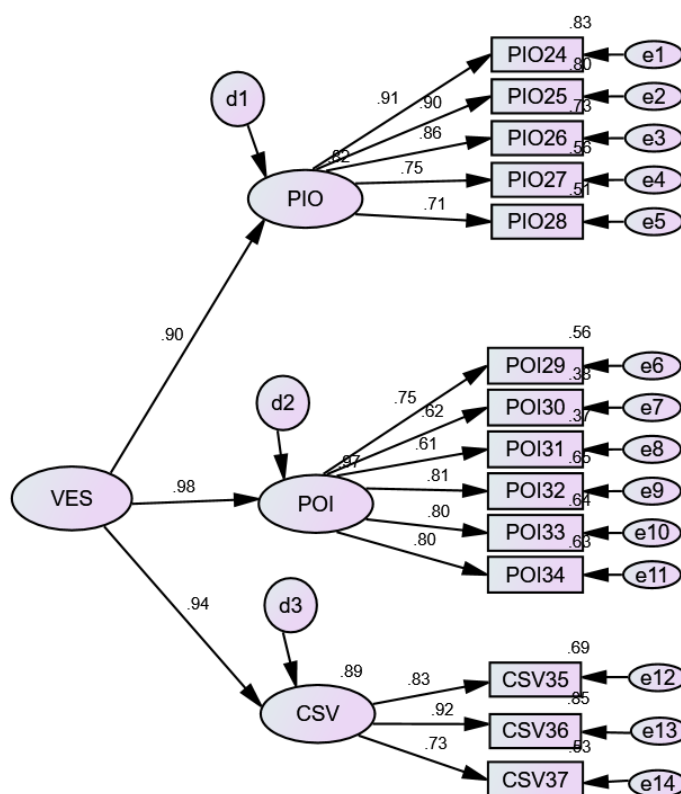 .83
PIO24
e1
.80
PIO25
e2
.73
PIO26
e3
.56
PIO27
e4
.51
PIO28
e5
d1
.91
.90
.86
.82
.75
.71
PIO
.90
.56
POI29
e6
.38
POI30
e7
.37
POI31
e8
.65
POI32
e9
.64
POI33
e10
.63
POI34
e11
d2
.75
.62
.61
.97
.81
.80
.80
POI
VES
.98
.94
d3
.89
CSV
.83
.92
.73
.69
CSV35
e12
.85
CSV36
e13
.53
CSV37
e14